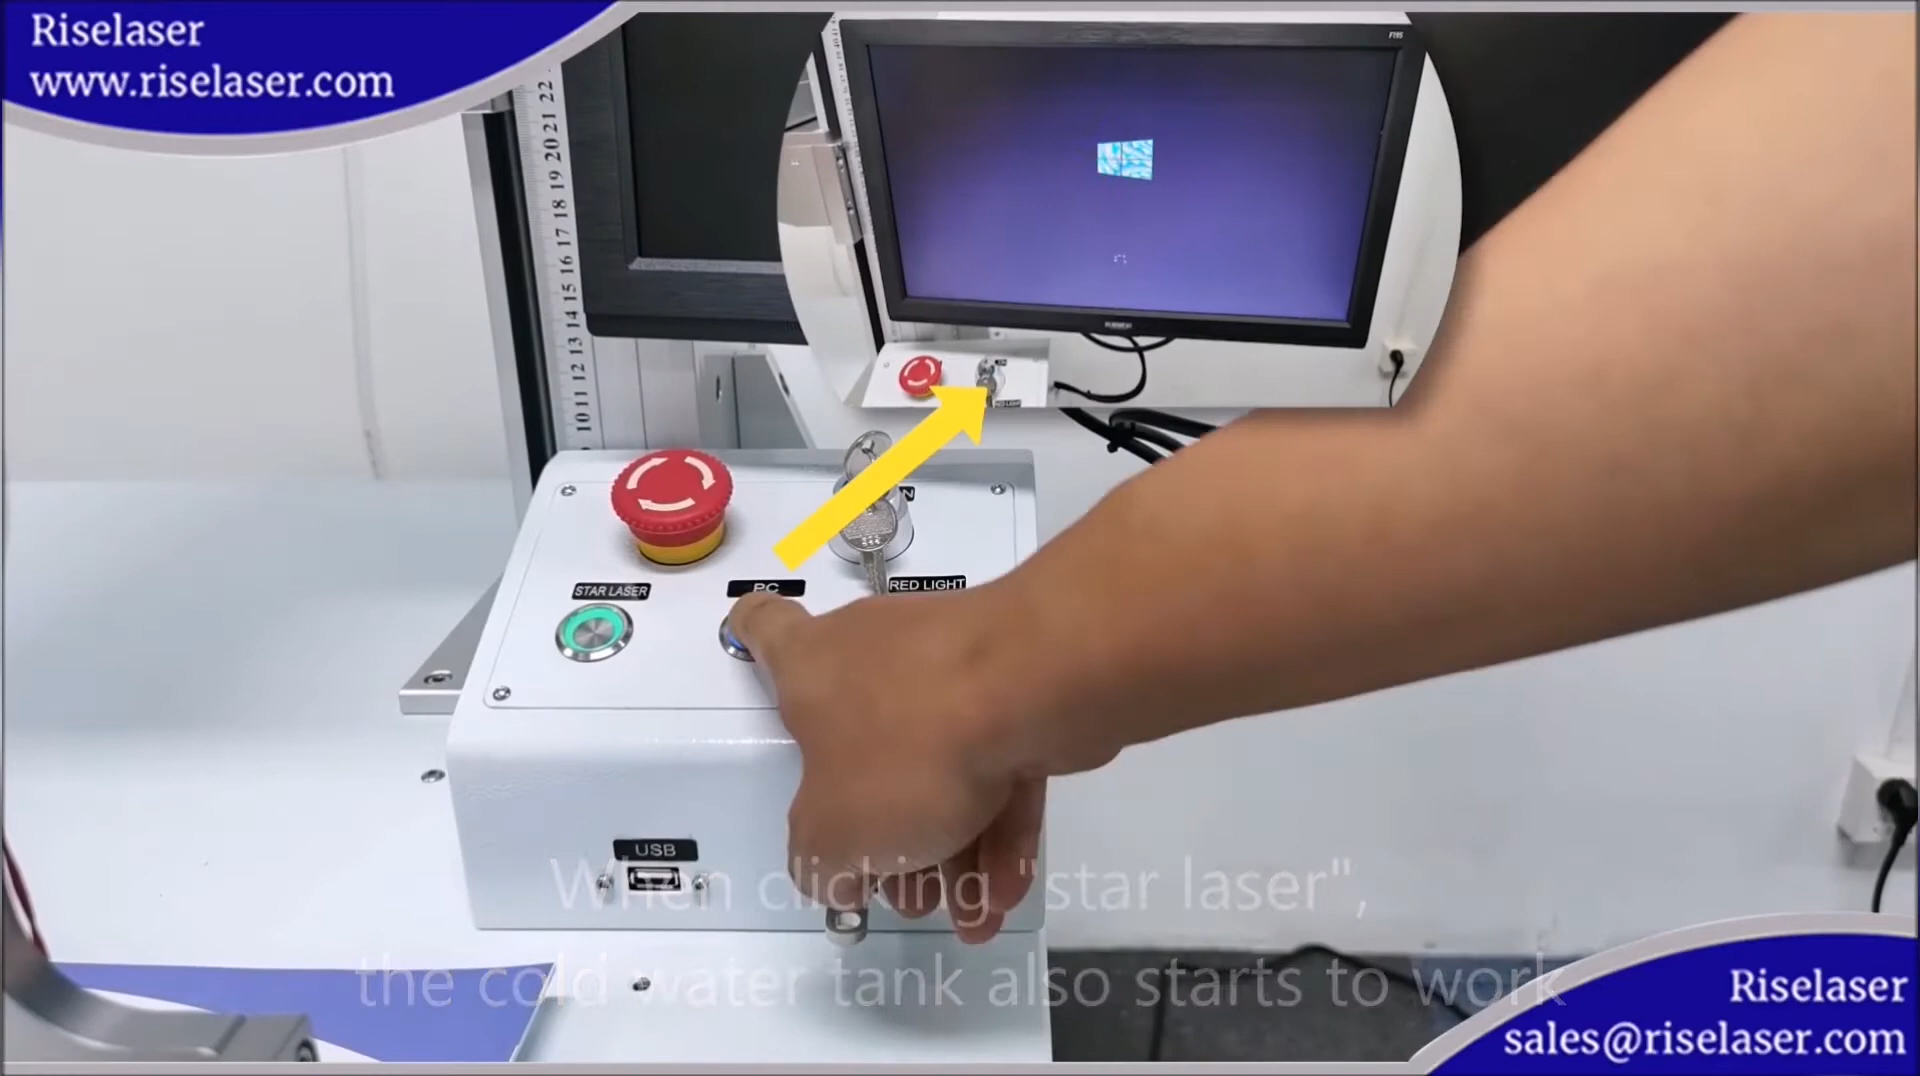 Riselaser
www.riselaser.com
22
21
20
19
18
17
16
15
14
13
12
11
10
STAR LASER
PC
RED LIGHT
USB
When clicking "star laser",
the cold water tank also starts to work
Riselaser
sales@riselaser.com